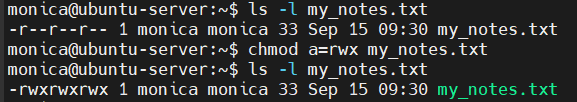 monica@ubuntu-server:~$ ls -l my_notes.txt
-r--r--r-- 1 monica monica 33 Sep 15 09:30 my_notes.txt
monica@ubuntu-server:~$ chmod a=rwx my_notes.txt
monica@ubuntu-server:~$ ls -l my_notes.txt
-rwxrwxrwx 1 monica monica 33 Sep 15 09:30 my_notes.txt